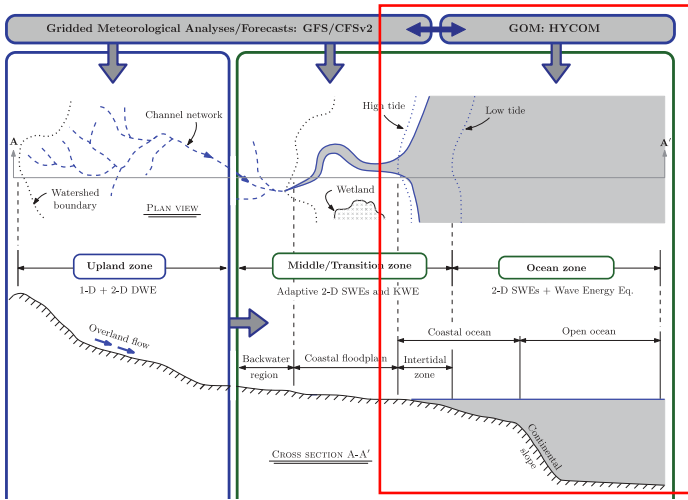 Gridded Meteorological Analyses/Forecasts: GFS/CFSv2
GOM: HYCOM
High tide
Low tide
Channel network
A
A′
Watershed
boundary
Wetland
Plan view
Upland zone
Middle/Transition zone
Ocean zone
1-D + 2-D DWE
Adaptive 2-D SWEs and KWE
2-D SWEs + Wave Energy Eq.
Overland flow
Coastal ocean
Open ocean
Backwater
region
Coastal floodplain
Intertidal
zone
Continental
slope
Cross section A-A′